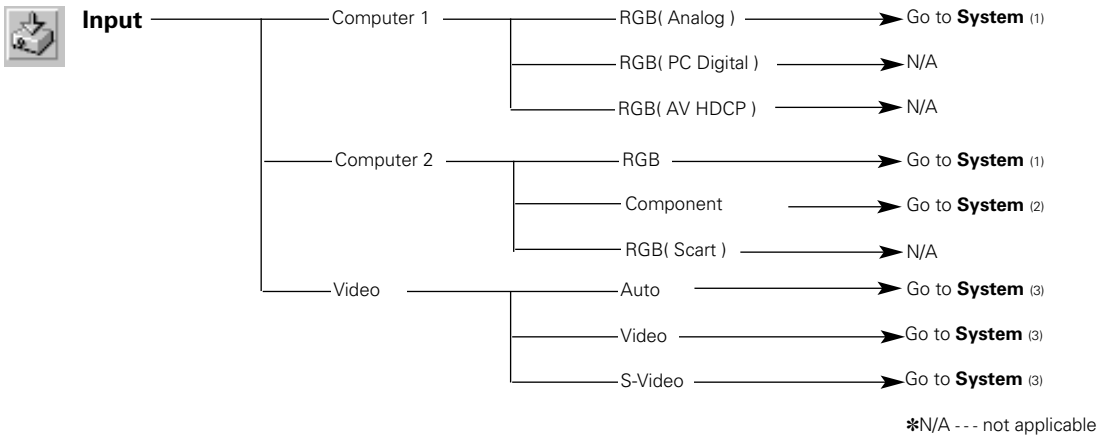 Input Computer 1 RGB( Analog ) Go to System (1)
RGB( PC Digital ) N/A
RGB( AV HDCP ) N/A
Computer 2 RGB Go to System (1)
Component Go to System (2)
RGB( Scart ) N/A
Video Auto Go to System (3)
Video Go to System (3)
S-Video Go to System (3)
✽N/A - - - not applicable